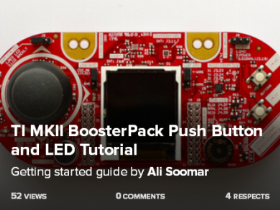 TI MKII BoosterPack Push Button
and LED Tutorial
Getting started guide by Ali Soomar
52 VIEWS
0 COMMENTS
4 RESPECTS